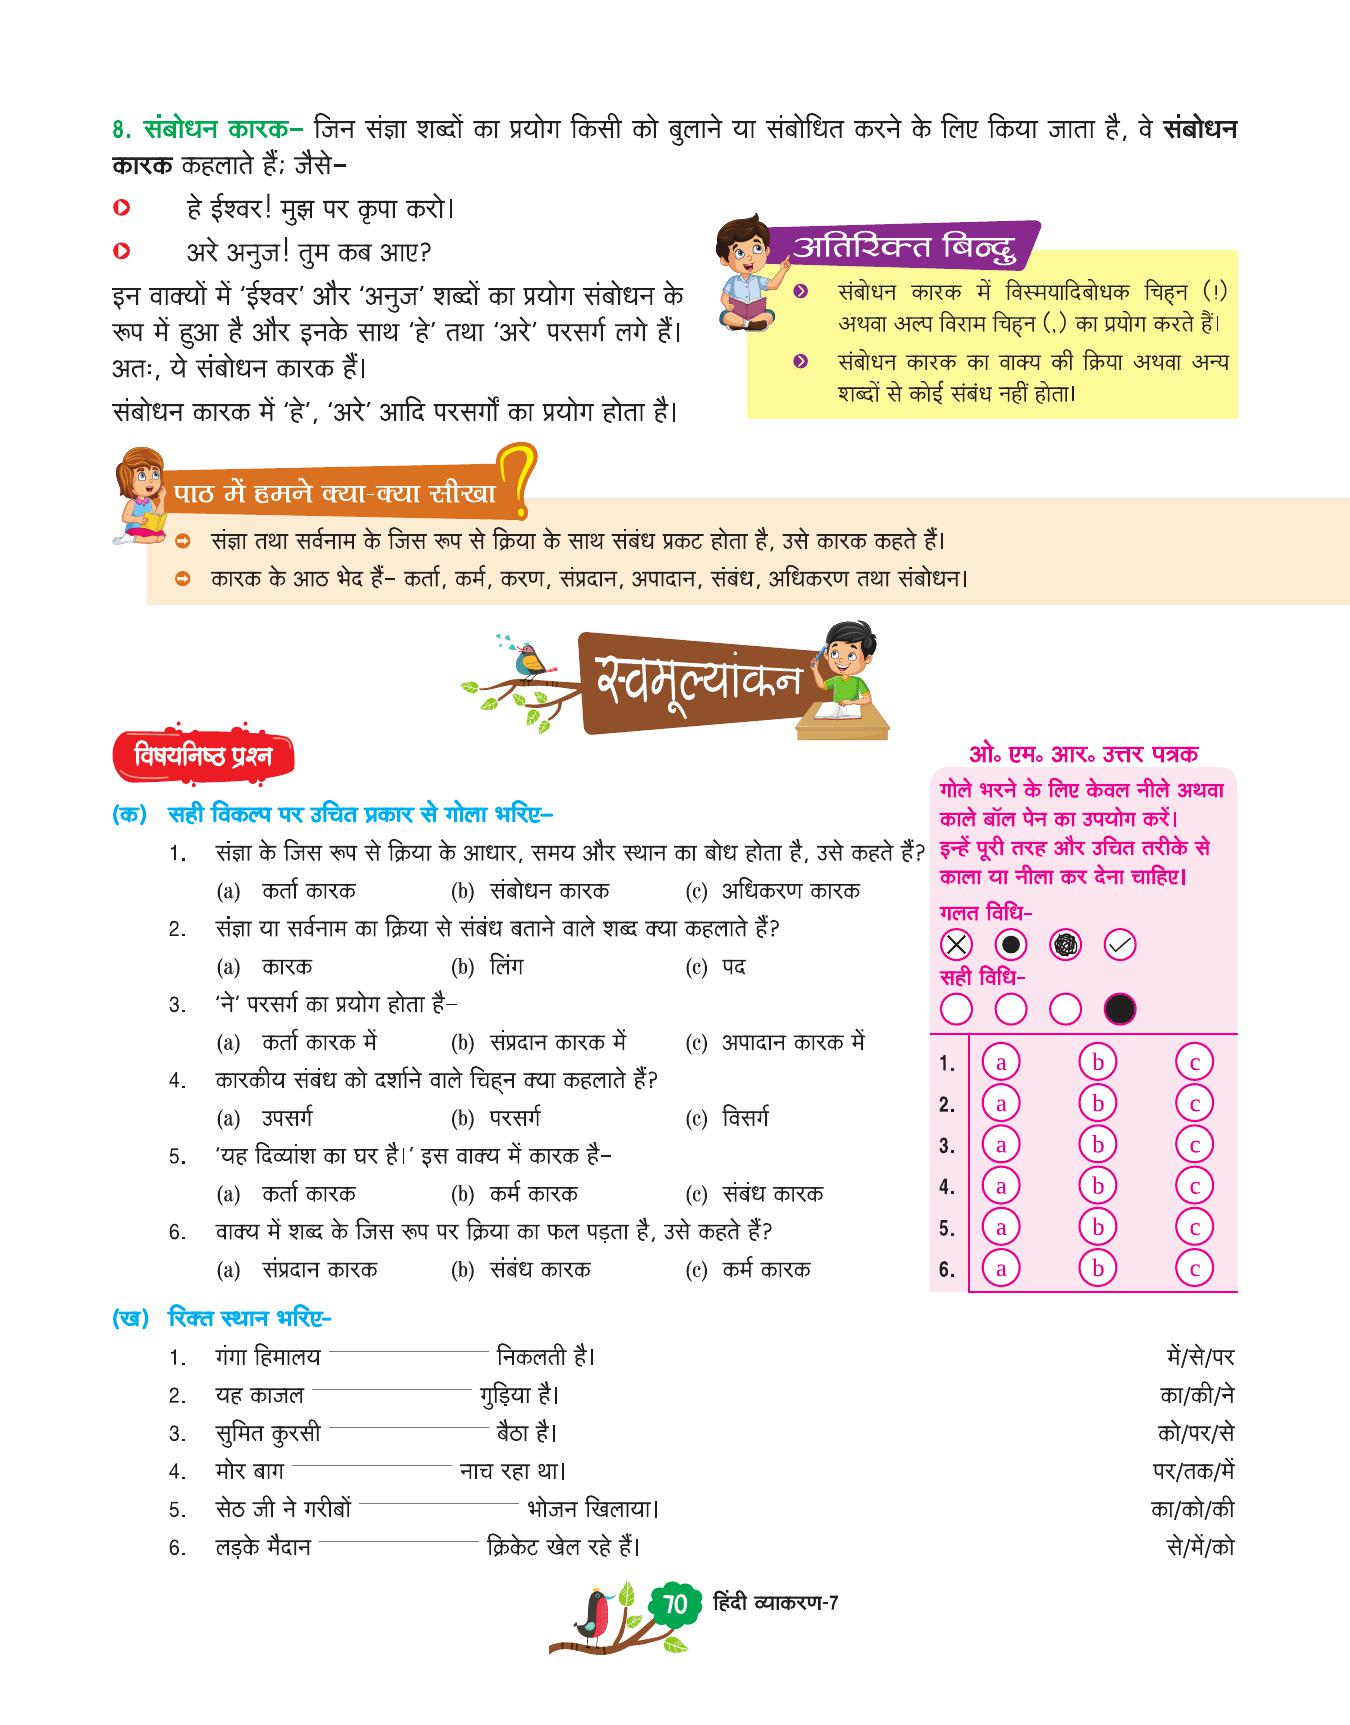 8. संबोधन कारक– जिन संज्ञा शब्दों का प्रयोग किसी को बुलाने या संबोधित करने के लिए किया जाता है, वे संबोधन
कारक कहलाते हैं; जैसे–
हे ईश्वर! मुझ पर कृपा करो।
अरे अनुज! तुम कब आए?
इन वाक्यों में ‘ईश्वर’ और ‘अनुज’ शब्दों का प्रयोग संबोधन के
रूप में हुआ है और इनके साथ ‘हे’ तथा ‘अरे’ परसर्ग लगे हैं।
अतः, ये संबोधन कारक हैं।
संबोधन कारक में ‘हे’, ‘अरे’ आदि परसर्गों का प्रयोग होता है।
अतिरिक्त बिन्दु
संबोधन कारक में विस्मयादिबोधक चिह्न (!)
अथवा अल्प विराम चिह्न (,) का प्रयोग करते हैं।
संबोधन कारक का वाक्य की क्रिया अथवा अन्य
शब्दों से कोई संबंध नहीं होता।
पाठ में हमने क्या-क्या सीखा ?
संज्ञा तथा सर्वनाम के जिस रूप से क्रिया के साथ संबंध प्रकट होता है, उसे कारक कहते हैं।
कारक के आठ भेद हैं– कर्ता, कर्म, करण, संप्रदान, अपादान, संबंध, अधिकरण तथा संबोधन।
स्वमूल्यांकन
विषयनिष्ठ प्रश्न
(क) सही विकल्प पर उचित प्रकार से गोला भरिए–
1. संज्ञा के जिस रूप से क्रिया के आधार, समय और स्थान का बोध होता है, उसे कहते हैं?
(a) कर्ता कारक (b) संबोधन कारक (c) अधिकरण कारक
2. संज्ञा या सर्वनाम का क्रिया से संबंध बताने वाले शब्द क्या कहलाते हैं?
(a) कारक (b) लिंग (c) पद
3. ‘ने’ परसर्ग का प्रयोग होता है–
(a) कर्ता कारक में (b) संप्रदान कारक में (c) अपादान कारक में
4. कारकीय संबंध को दर्शाने वाले चिह्न क्या कहलाते हैं?
(a) उपसर्ग (b) परसर्ग (c) विसर्ग
5. ’यह दिव्यांश का घर है।’ इस वाक्य में कारक है–
(a) कर्ता कारक (b) कर्म कारक (c) संबंध कारक
6. वाक्य में शब्द के जिस रूप पर क्रिया का फल पड़ता है, उसे कहते हैं?
(a) संप्रदान कारक (b) संबंध कारक (c) कर्म कारक
ओ॰ एम॰ आर॰ उत्तर पत्रक
गोले भरने के लिए केवल नीले अथवा
काले बॉल पेन का उपयोग करें।
इन्हें पूरी तरह और उचित तरीके से
काला या नीला कर देना चाहिए।
गलत विधि–
सही विधि–
1. a b c
2. a b c
3. a b c
4. a b c
5. a b c
6. a b c
(ख) रिक्त स्थान भरिए–
1. गंगा हिमालय ____________ निकलती है। में/से/पर
2. यह काजल ____________ गुड़िया है। का/की/ने
3. सुमित कुरसी ____________ बैठा है। को/पर/से
4. मोर बाग ____________ नाच रहा था। पर/तक/में
5. सेठ जी ने गरीबों ____________ भोजन खिलाया। का/को/की
6. लड़के मैदान ____________ क्रिकेट खेल रहे हैं। से/में/को
70 हिंदी व्याकरण-7